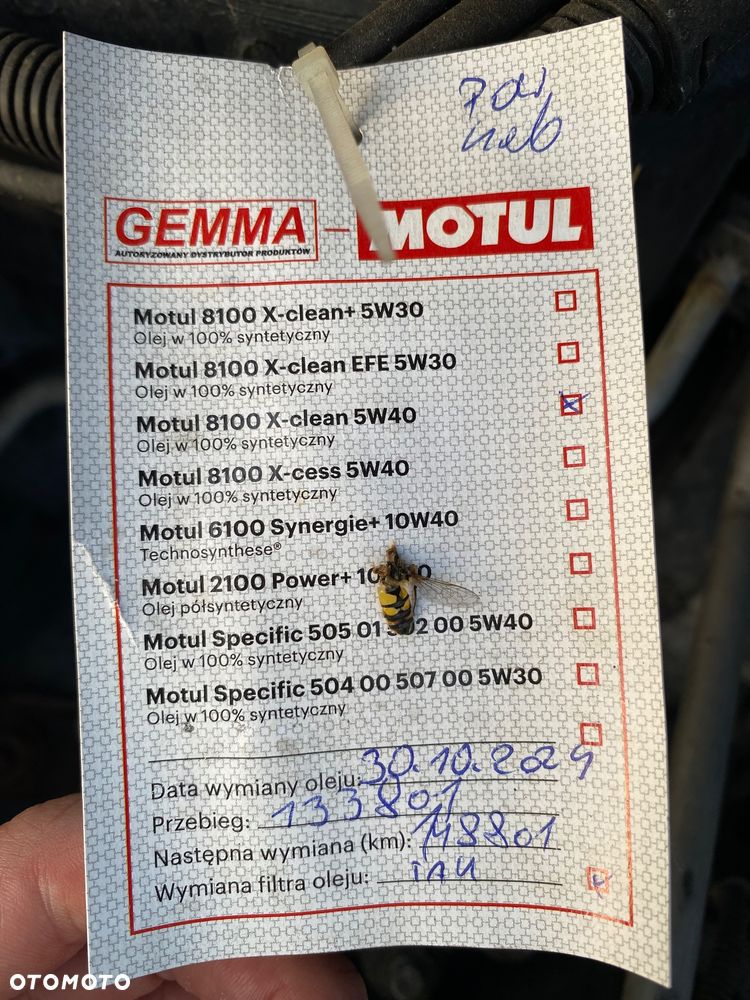 GEMMA - MOTUL
AUTORYZOWANY DYSTRYBUTOR PRODUKTÓW
Motul 8100 X-clean+ 5W30
Olej w 100% syntetyczny
Motul 8100 X-clean EFE 5W30
Olej w 100% syntetyczny
Motul 8100 X-clean 5W40
Olej w 100% syntetyczny
Motul 8100 X-cess 5W40
Olej w 100% syntetyczny
Motul 6100 Synergie+ 10W40
Technosynthese®
Motul 2100 Power+
Olej półsyntetyczny
Motul Specific 505 01 502 00 5W40
Olej w 100% syntetyczny
Motul Specific 504 00 507 00 5W30
Olej w 100% syntetyczny
Data wymiany oleju: 30.10.2024
Przebieg: 133801
Następna wymiana (km): 148801
Wymiana filtra oleju: TAK
OTOMOTO